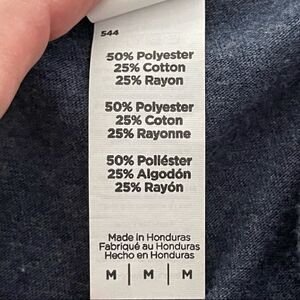 544
50% Polyester
25% Cotton
25% Rayon
50% Polyester
25% Coton
25% Rayonne
50% Poliéster
25% Algodón
25% Rayón
Made in Honduras
Fabriqué au Honduras
Hecho en Honduras
M | M | M